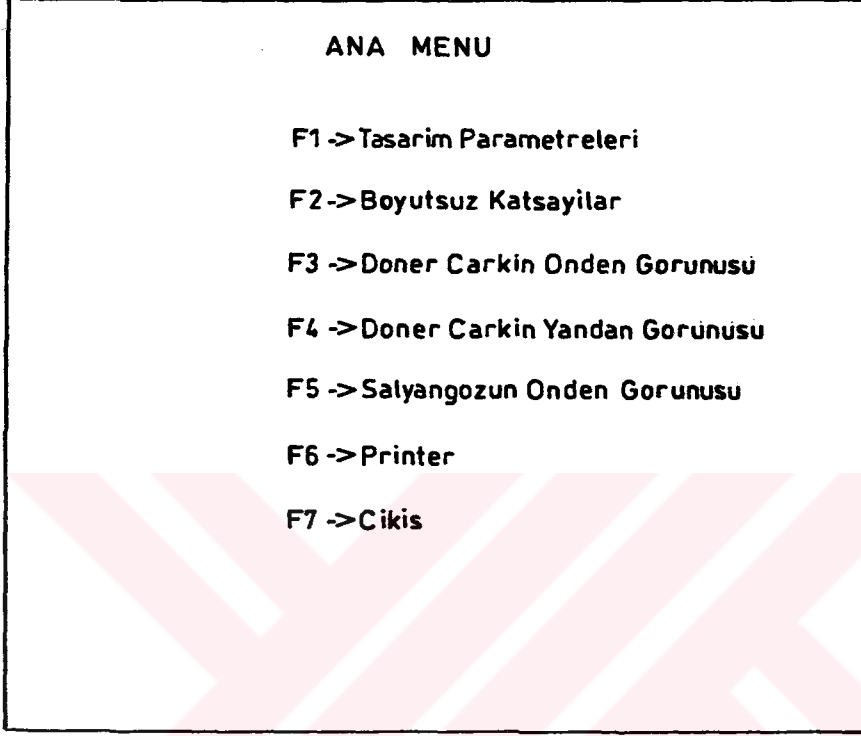 ANA MENU
F1 ->Tasarim Parametreleri
F2 ->Boyutsuz Katsayilar
F3 ->Doner Carkin Onden Gorunusu
F4 ->Doner Carkin Yandan Gorunusu
F5 ->Salyangozun Onden Gorunusu
F6 ->Printer
F7 ->Cikis